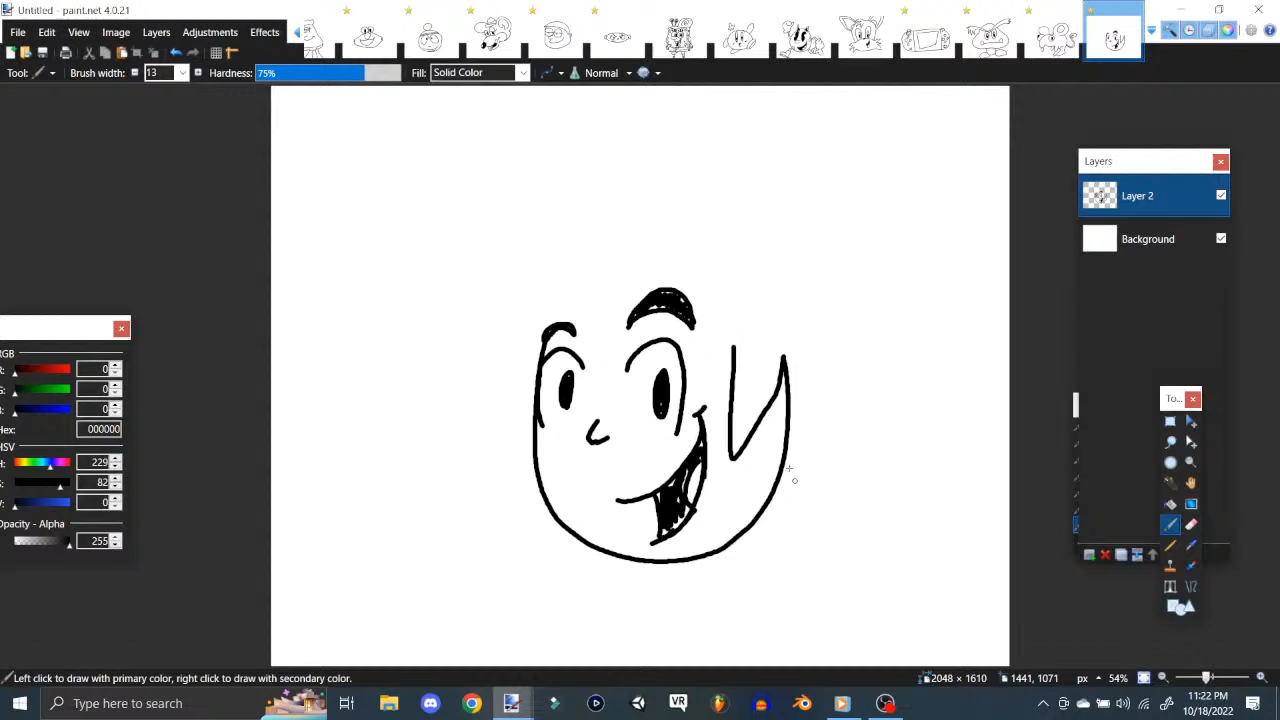 Untitled - paint.net 4.0.21
File Edit View Image Layers Adjustments Effects
Tool: Brush width: 13 Hardness: 75% Fill: Solid Color Normal
Layers
Layer 2
Background
RGB
R: 0
G: 0
B: 0
Hex: 000000
HSV
H: 229
S: 82
V: 0
Opacity - Alpha
255
To...
Left click to draw with primary color, right click to draw with secondary color.
2048 × 1610 1441, 1071 px 54%
Type here to search
VR
11:22 PM
10/18/2022